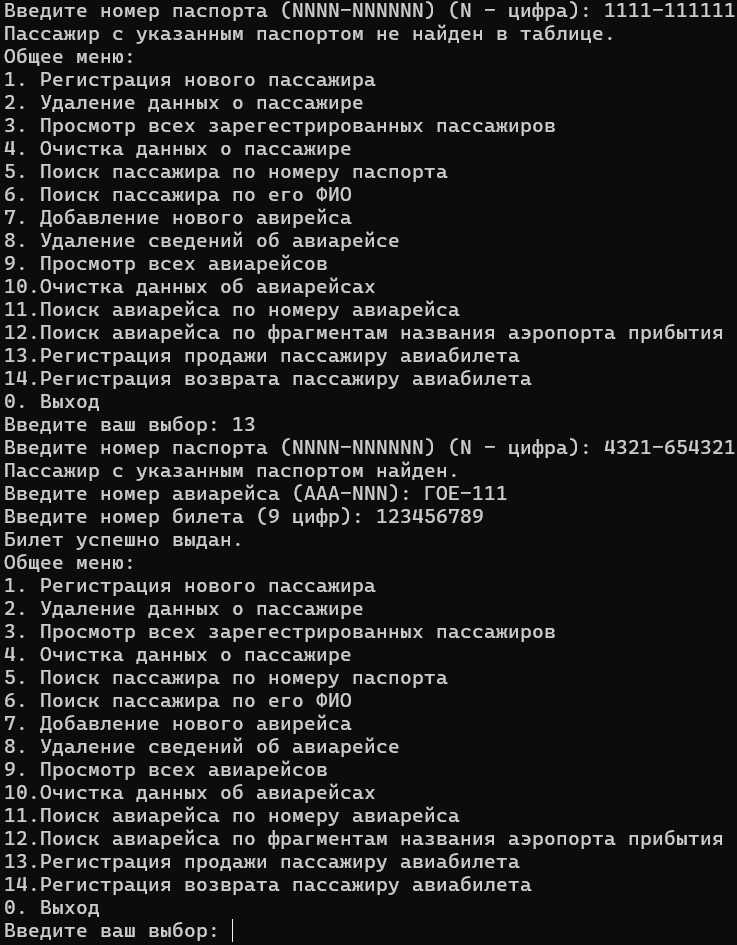 Введите номер паспорта (NNNN-NNNNNN) (N - цифра): 1111-111111
Пассажир с указанным паспортом не найден в таблице.
Общее меню:
1. Регистрация нового пассажира
2. Удаление данных о пассажире
3. Просмотр всех зарегестрированных пассажиров
4. Очистка данных о пассажире
5. Поиск пассажира по номеру паспорта
6. Поиск пассажира по его ФИО
7. Добавление нового авирейса
8. Удаление сведений об авиарейсе
9. Просмотр всех авиарейсов
10.Очистка данных об авиарейсах
11.Поиск авиарейса по номеру авиарейса
12.Поиск авиарейса по фрагментам названия аэропорта прибытия
13.Регистрация продажи пассажиру авиабилета
14.Регистрация возврата пассажиру авиабилета
0. Выход
Введите ваш выбор: 13
Введите номер паспорта (NNNN-NNNNNN) (N - цифра): 4321-654321
Пассажир с указанным паспортом найден.
Введите номер авиарейса (AAA-NNN): ГОЕ-111
Введите номер билета (9 цифр): 123456789
Билет успешно выдан.
Общее меню:
1. Регистрация нового пассажира
2. Удаление данных о пассажире
3. Просмотр всех зарегестрированных пассажиров
4. Очистка данных о пассажире
5. Поиск пассажира по номеру паспорта
6. Поиск пассажира по его ФИО
7. Добавление нового авирейса
8. Удаление сведений об авиарейсе
9. Просмотр всех авиарейсов
10.Очистка данных об авиарейсах
11.Поиск авиарейса по номеру авиарейса
12.Поиск авиарейса по фрагментам названия аэропорта прибытия
13.Регистрация продажи пассажиру авиабилета
14.Регистрация возврата пассажиру авиабилета
0. Выход
Введите ваш выбор: